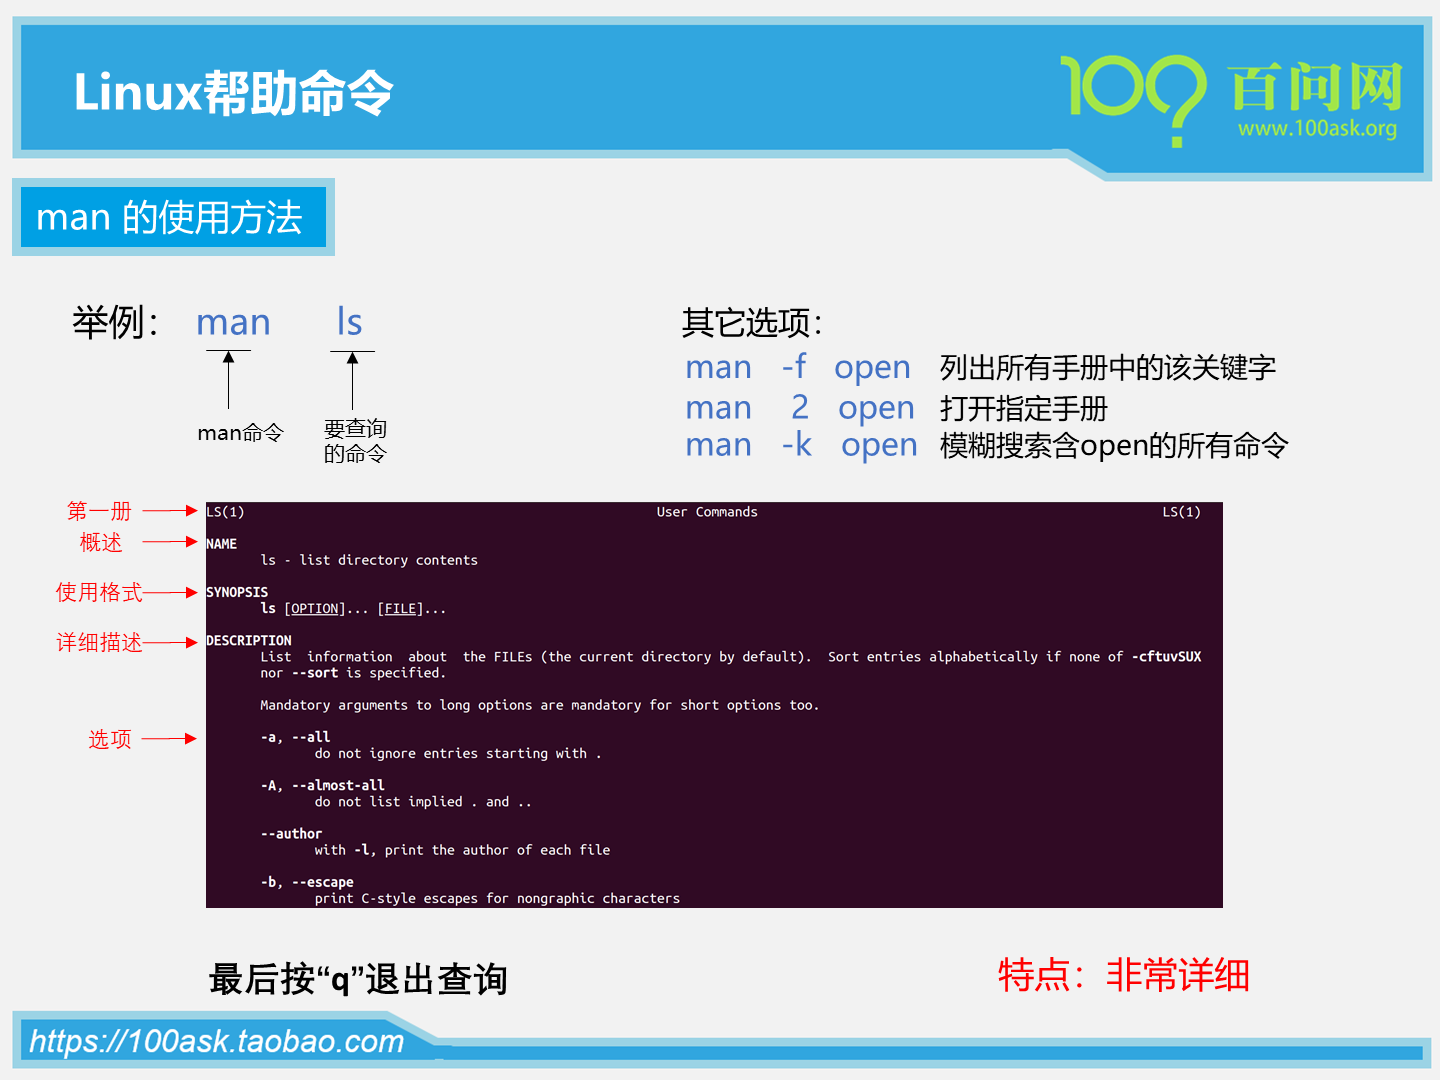 Linux帮助命令
100?
百问网
www.100ask.org
man 的使用方法
举例： man ls
man命令
要查询
的命令
其它选项：
man -f open 列出所有手册中的该关键字
man 2 open 打开指定手册
man -k open 模糊搜索含open的所有命令
第一册
概述
使用格式
详细描述
选项
LS(1) User Commands LS(1)
NAME
ls - list directory contents
SYNOPSIS
ls [OPTION]... [FILE]...
DESCRIPTION
List information about the FILEs (the current directory by default). Sort entries alphabetically if none of -cftuvSUX
nor --sort is specified.
Mandatory arguments to long options are mandatory for short options too.
-a, --all
do not ignore entries starting with .
-A, --almost-all
do not list implied . and ..
--author
with -l, print the author of each file
-b, --escape
print C-style escapes for nongraphic characters
最后按“q”退出查询
特点：非常详细
https://100ask.taobao.com